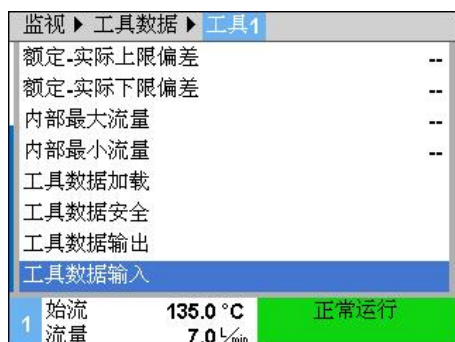 监视 ▶ 工具数据 ▶ 工具1
额定-实际上限偏差 --
额定-实际下限偏差 --
内部最大流量 --
内部最小流量 --
工具数据加载
工具数据安全
工具数据输出
工具数据输入
1 始流 135.0 °C 正常运行
流量 7.0 L/min